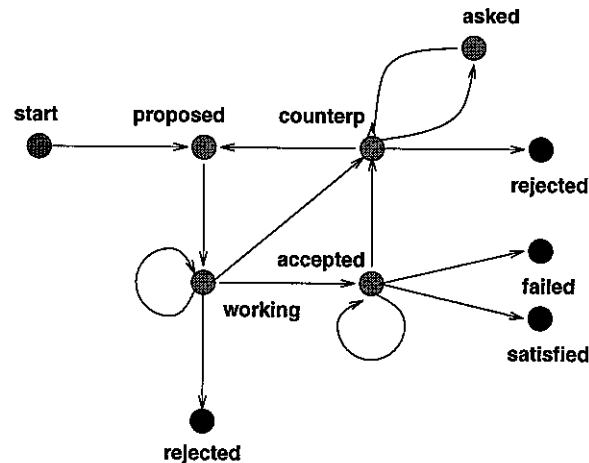 asked
start
proposed
counterp
rejected
accepted
failed
working
satisfied
rejected